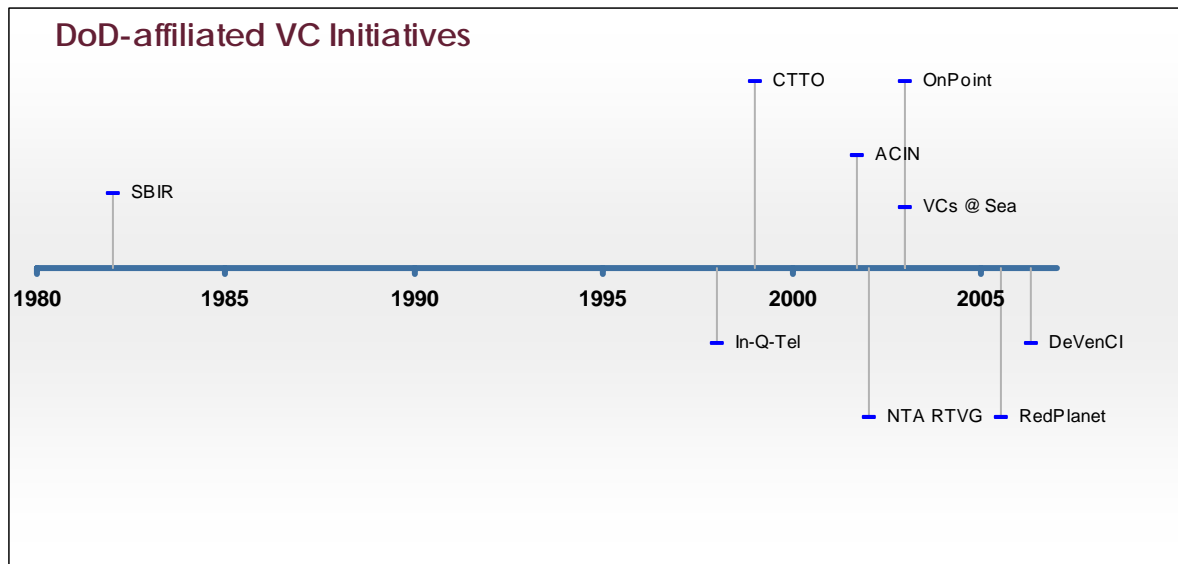 DoD-affiliated VC Initiatives
CTTO
OnPoint
ACIN
SBIR
VCs @ Sea
1980 1985 1990 1995 2000 2005
In-Q-Tel
DeVenCI
NTA RTVG
RedPlanet